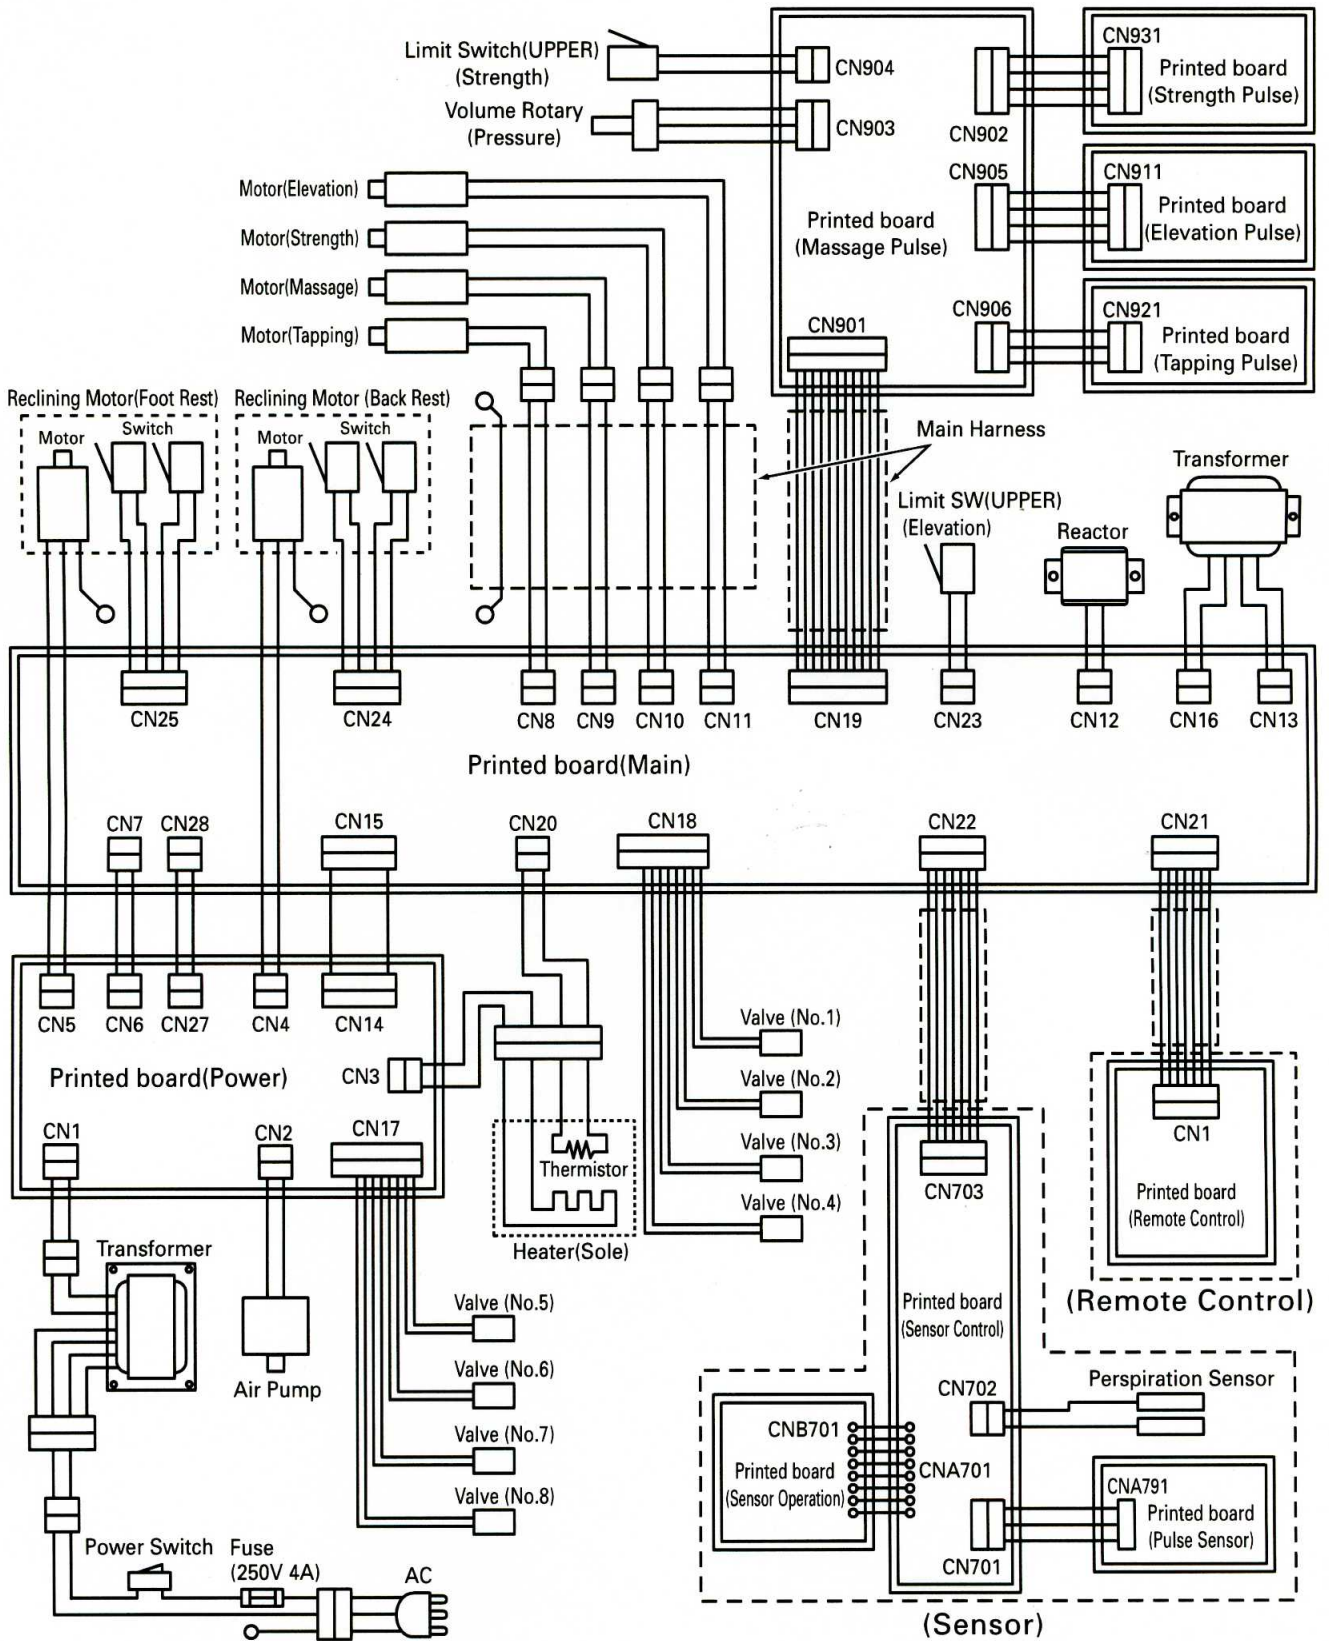 Limit Switch(UPPER)
(Strength)
CN904
CN931
Printed board
(Strength Pulse)
Volume Rotary
(Pressure)
CN903
CN902
Motor(Elevation)
CN905
CN911
Printed board
(Elevation Pulse)
Printed board
(Massage Pulse)
Motor(Strength)
Motor(Massage)
Motor(Tapping)
CN901
CN906
CN921
Printed board
(Tapping Pulse)
Reclining Motor(Foot Rest)
Motor
Switch
Reclining Motor (Back Rest)
Motor
Switch
Main Harness
Limit SW(UPPER)
(Elevation)
Reactor
Transformer
CN25
CN24
CN8
CN9
CN10
CN11
CN19
CN23
CN12
CN16
CN13
Printed board(Main)
CN7
CN28
CN15
CN20
CN18
CN22
CN21
CN5
CN6
CN27
CN4
CN14
CN3
Printed board(Power)
CN1
CN2
CN17
Thermistor
Heater(Sole)
Valve (No.1)
Valve (No.2)
Valve (No.3)
Valve (No.4)
CN703
CN1
Printed board
(Remote Control)
(Remote Control)
Transformer
Air Pump
Valve (No.5)
Valve (No.6)
Valve (No.7)
Valve (No.8)
Printed board
(Sensor Control)
CN702
Perspiration Sensor
CNB701
CNA701
Printed board
(Sensor Operation)
CN701
CNA791
Printed board
(Pulse Sensor)
(Sensor)
Power Switch
Fuse
(250V 4A)
AC